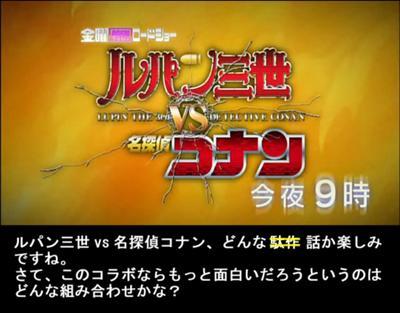 金曜特別ロードショー
ルパン三世
LUPIN THE 3rd DETECTIVE CONAN
VS
名探偵
コナン
今夜9時
ルパン三世 vs 名探偵コナン、どんな 駄作 話か楽しみ
ですね。
さて、このコラボならもっと面白いだろうというのは
どんな組み合わせかな？